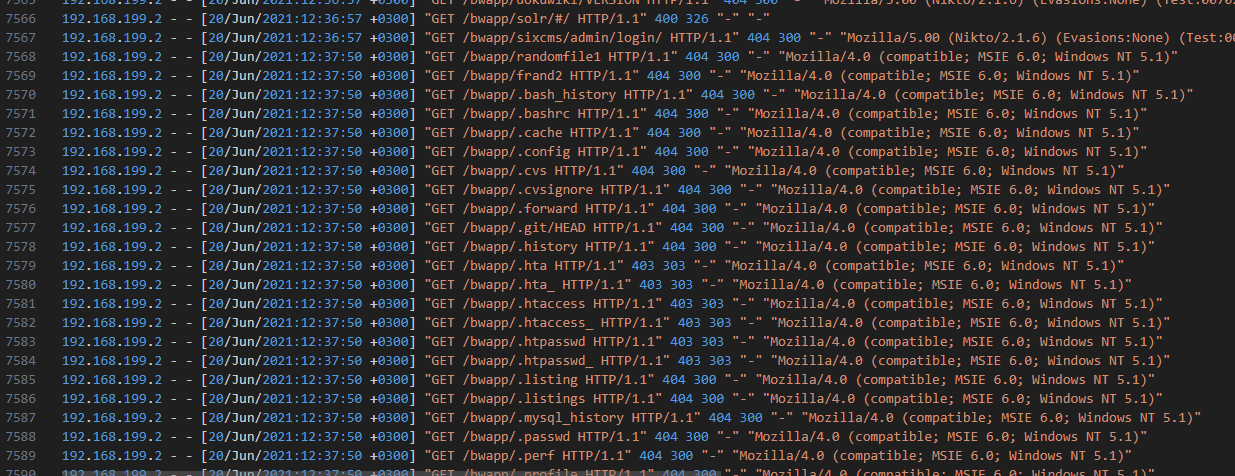 7565 192.168.199.2 - - [20/Jun/2021:12:36:57 +0300] "GET /bwapp/dokuwiki/VERSION HTTP/1.1" 404 300 "-" "Mozilla/5.00 (Nikto/2.1.6) (Evasions:None)
7566 192.168.199.2 - - [20/Jun/2021:12:36:57 +0300] "GET /bwapp/solr/#/ HTTP/1.1" 400 326 "-" "-"
7567 192.168.199.2 - - [20/Jun/2021:12:36:57 +0300] "GET /bwapp/sixcms/admin/login/ HTTP/1.1" 404 300 "-" "Mozilla/5.00 (Nikto/2.1.6) (Evasions:None) (Test:00
7568 192.168.199.2 - - [20/Jun/2021:12:37:50 +0300] "GET /bwapp/randomfile1 HTTP/1.1" 404 300 "-" "Mozilla/4.0 (compatible; MSIE 6.0; Windows NT 5.1)"
7569 192.168.199.2 - - [20/Jun/2021:12:37:50 +0300] "GET /bwapp/frand2 HTTP/1.1" 404 300 "-" "Mozilla/4.0 (compatible; MSIE 6.0; Windows NT 5.1)"
7570 192.168.199.2 - - [20/Jun/2021:12:37:50 +0300] "GET /bwapp/.bash_history HTTP/1.1" 404 300 "-" "Mozilla/4.0 (compatible; MSIE 6.0; Windows NT 5.1)"
7571 192.168.199.2 - - [20/Jun/2021:12:37:50 +0300] "GET /bwapp/.bashrc HTTP/1.1" 404 300 "-" "Mozilla/4.0 (compatible; MSIE 6.0; Windows NT 5.1)"
7572 192.168.199.2 - - [20/Jun/2021:12:37:50 +0300] "GET /bwapp/.cache HTTP/1.1" 404 300 "-" "Mozilla/4.0 (compatible; MSIE 6.0; Windows NT 5.1)"
7573 192.168.199.2 - - [20/Jun/2021:12:37:50 +0300] "GET /bwapp/.config HTTP/1.1" 404 300 "-" "Mozilla/4.0 (compatible; MSIE 6.0; Windows NT 5.1)"
7574 192.168.199.2 - - [20/Jun/2021:12:37:50 +0300] "GET /bwapp/.cvs HTTP/1.1" 404 300 "-" "Mozilla/4.0 (compatible; MSIE 6.0; Windows NT 5.1)"
7575 192.168.199.2 - - [20/Jun/2021:12:37:50 +0300] "GET /bwapp/.cvsignore HTTP/1.1" 404 300 "-" "Mozilla/4.0 (compatible; MSIE 6.0; Windows NT 5.1)"
7576 192.168.199.2 - - [20/Jun/2021:12:37:50 +0300] "GET /bwapp/.forward HTTP/1.1" 404 300 "-" "Mozilla/4.0 (compatible; MSIE 6.0; Windows NT 5.1)"
7577 192.168.199.2 - - [20/Jun/2021:12:37:50 +0300] "GET /bwapp/.git/HEAD HTTP/1.1" 404 300 "-" "Mozilla/4.0 (compatible; MSIE 6.0; Windows NT 5.1)"
7578 192.168.199.2 - - [20/Jun/2021:12:37:50 +0300] "GET /bwapp/.history HTTP/1.1" 404 300 "-" "Mozilla/4.0 (compatible; MSIE 6.0; Windows NT 5.1)"
7579 192.168.199.2 - - [20/Jun/2021:12:37:50 +0300] "GET /bwapp/.hta HTTP/1.1" 403 303 "-" "Mozilla/4.0 (compatible; MSIE 6.0; Windows NT 5.1)"
7580 192.168.199.2 - - [20/Jun/2021:12:37:50 +0300] "GET /bwapp/.hta_ HTTP/1.1" 403 303 "-" "Mozilla/4.0 (compatible; MSIE 6.0; Windows NT 5.1)"
7581 192.168.199.2 - - [20/Jun/2021:12:37:50 +0300] "GET /bwapp/.htaccess HTTP/1.1" 403 303 "-" "Mozilla/4.0 (compatible; MSIE 6.0; Windows NT 5.1)"
7582 192.168.199.2 - - [20/Jun/2021:12:37:50 +0300] "GET /bwapp/.htaccess_ HTTP/1.1" 403 303 "-" "Mozilla/4.0 (compatible; MSIE 6.0; Windows NT 5.1)"
7583 192.168.199.2 - - [20/Jun/2021:12:37:50 +0300] "GET /bwapp/.htpasswd HTTP/1.1" 403 303 "-" "Mozilla/4.0 (compatible; MSIE 6.0; Windows NT 5.1)"
7584 192.168.199.2 - - [20/Jun/2021:12:37:50 +0300] "GET /bwapp/.htpasswd_ HTTP/1.1" 403 303 "-" "Mozilla/4.0 (compatible; MSIE 6.0; Windows NT 5.1)"
7585 192.168.199.2 - - [20/Jun/2021:12:37:50 +0300] "GET /bwapp/.listing HTTP/1.1" 404 300 "-" "Mozilla/4.0 (compatible; MSIE 6.0; Windows NT 5.1)"
7586 192.168.199.2 - - [20/Jun/2021:12:37:50 +0300] "GET /bwapp/.listings HTTP/1.1" 404 300 "-" "Mozilla/4.0 (compatible; MSIE 6.0; Windows NT 5.1)"
7587 192.168.199.2 - - [20/Jun/2021:12:37:50 +0300] "GET /bwapp/.mysql_history HTTP/1.1" 404 300 "-" "Mozilla/4.0 (compatible; MSIE 6.0; Windows NT 5.1)"
7588 192.168.199.2 - - [20/Jun/2021:12:37:50 +0300] "GET /bwapp/.passwd HTTP/1.1" 404 300 "-" "Mozilla/4.0 (compatible; MSIE 6.0; Windows NT 5.1)"
7589 192.168.199.2 - - [20/Jun/2021:12:37:50 +0300] "GET /bwapp/.perf HTTP/1.1" 404 300 "-" "Mozilla/4.0 (compatible; MSIE 6.0; Windows NT 5.1)"
7590 192.168.199.2 - - [20/Jun/2021:12:37:50 +0300] "GET /bwapp/.profile HTTP/1.1" 404 300 "-" "Mozilla/4.0 (compatible; MSIE 6.0; Windows NT 5.1)"